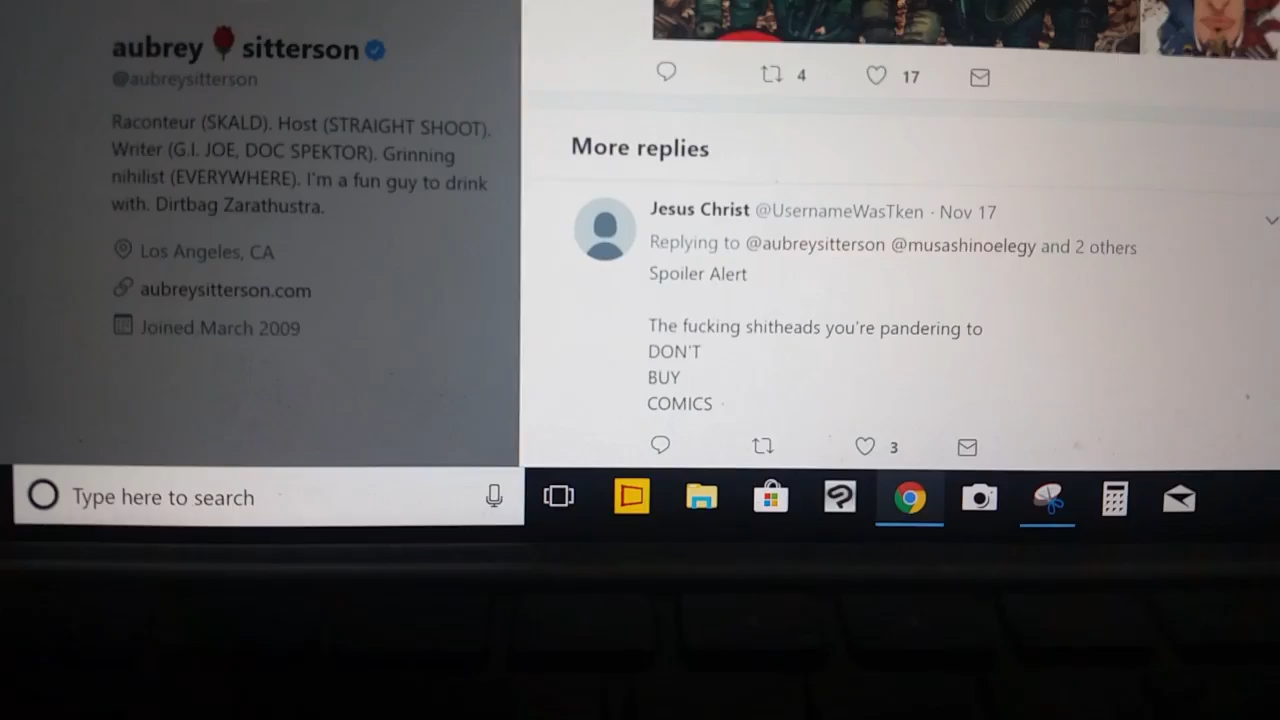 aubrey🌹sitterson
@aubreysitterson
Raconteur (SKALD). Host (STRAIGHT SHOOT).
Writer (G.I. JOE, DOC SPEKTOR). Grinning
nihilist (EVERYWHERE). I'm a fun guy to drink
with. Dirtbag Zarathustra.
Los Angeles, CA
aubreysitterson.com
Joined March 2009
4 17
More replies
Jesus Christ @UsernameWasTken · Nov 17
Replying to @aubreysitterson @musashinoelegy and 2 others
Spoiler Alert
The fucking shitheads you're pandering to
DON'T
BUY
COMICS
3
Type here to search